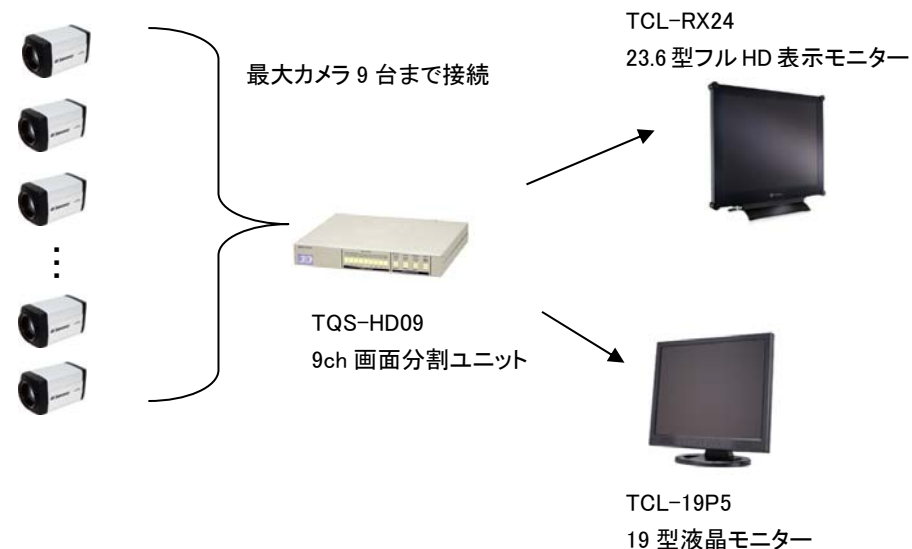 最大カメラ 9 台まで接続
TCL-RX24
23.6 型フル HD 表示モニター
TQS-HD09
9ch 画面分割ユニット
TCL-19P5
19 型液晶モニター